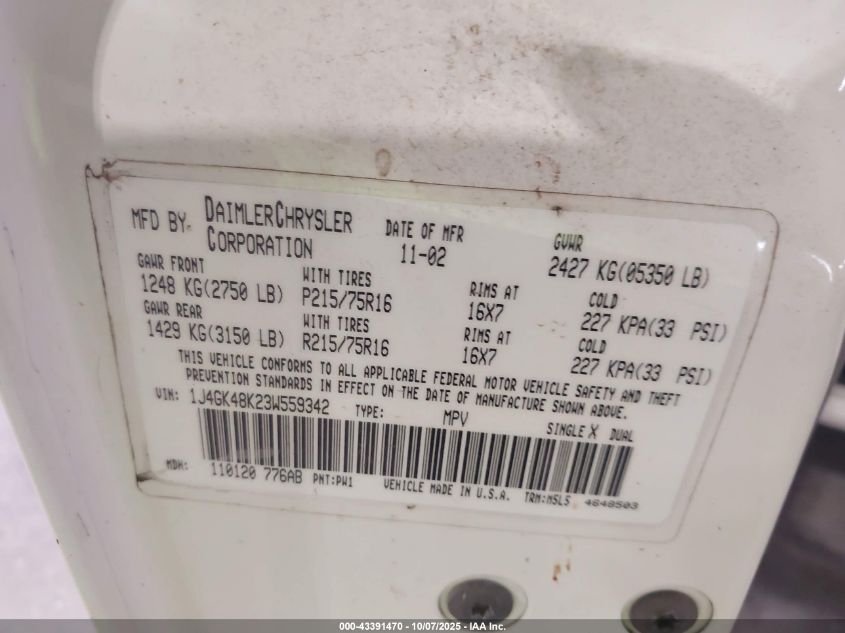 MFD BY: DAIMLERCHRYSLER CORPORATION DATE OF MFR 11-02 GVWR 2427 KG(05350 LB)
GAWR FRONT WITH TIRES RIMS AT COLD
1248 KG(2750 LB) P215/75R16 16X7 227 KPA(33 PSI)
GAWR REAR WITH TIRES RIMS AT COLD
1429 KG(3150 LB) R215/75R16 16X7 227 KPA(33 PSI)
THIS VEHICLE CONFORMS TO ALL APPLICABLE FEDERAL MOTOR VEHICLE SAFETY AND THEFT
PREVENTION STANDARDS IN EFFECT ON THE DATE OF MANUFACTURE SHOWN ABOVE.
VIN: 1J4GK48K23W559342 TYPE: MPV SINGLE X DUAL
MDH: 110120 776AB PNT:PW1 VEHICLE MADE IN U.S.A. TRM:MSLS 4648503
000-43391470 - 10/07/2025 - IAA Inc.